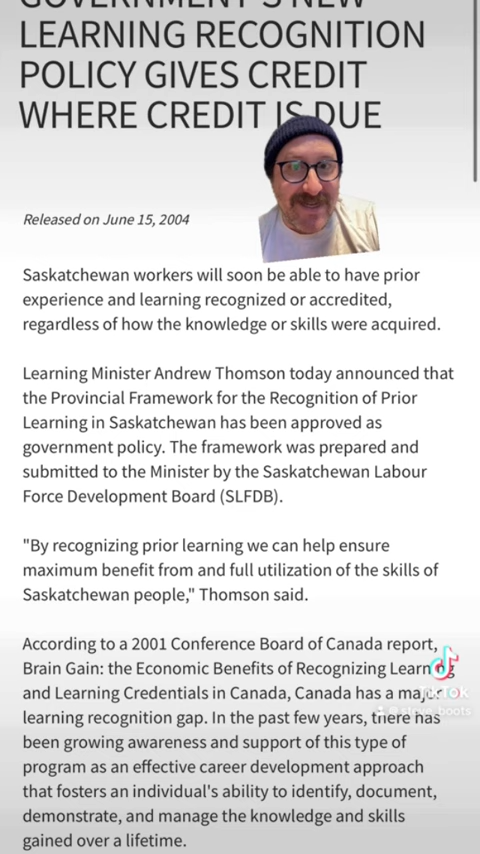 GOVERNMENT'S NEW
LEARNING RECOGNITION
POLICY GIVES CREDIT
WHERE CREDIT IS DUE
Released on June 15, 2004
Saskatchewan workers will soon be able to have prior
experience and learning recognized or accredited,
regardless of how the knowledge or skills were acquired.
Learning Minister Andrew Thomson today announced that
the Provincial Framework for the Recognition of Prior
Learning in Saskatchewan has been approved as
government policy. The framework was prepared and
submitted to the Minister by the Saskatchewan Labour
Force Development Board (SLFDB).
"By recognizing prior learning we can help ensure
maximum benefit from and full utilization of the skills of
Saskatchewan people," Thomson said.
According to a 2001 Conference Board of Canada report,
Brain Gain: the Economic Benefits of Recognizing Learning
and Learning Credentials in Canada, Canada has a major
learning recognition gap. In the past few years, there has
been growing awareness and support of this type of
program as an effective career development approach
that fosters an individual's ability to identify, document,
demonstrate, and manage the knowledge and skills
gained over a lifetime.
TikTok
@ steve_boots